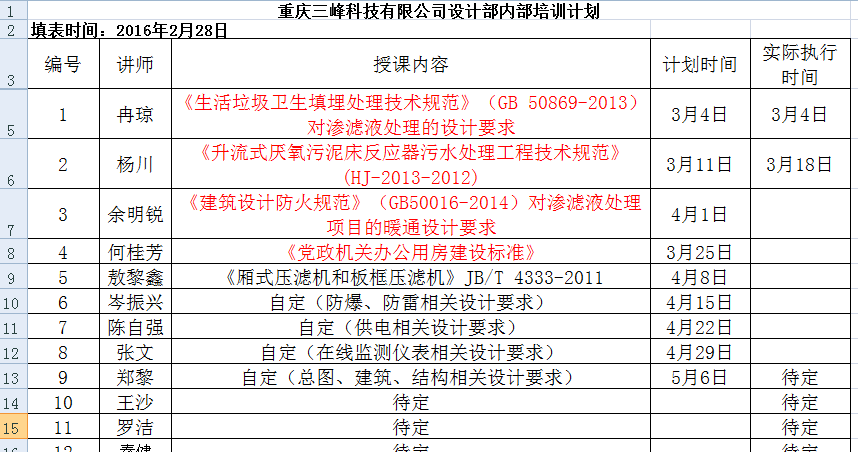 1 重庆三峰科技有限公司设计部内部培训计划
2 填表时间：2016年2月28日
3 编号 讲师 授课内容 计划时间 实际执行时间
5 1 冉琼 《生活垃圾卫生填埋处理技术规范》（GB 50869-2013）对渗滤液处理的设计要求 3月4日 3月4日
6 2 杨川 《升流式厌氧污泥床反应器污水处理工程技术规范》(HJ-2013-2012) 3月11日 3月18日
7 3 余明锐 《建筑设计防火规范》（GB50016-2014）对渗滤液处理项目的暖通设计要求 4月1日
8 4 何桂芳 《党政机关办公用房建设标准》 3月25日
9 5 敖黎鑫 《厢式压滤机和板框压滤机》JB/T 4333-2011 4月8日
10 6 岑振兴 自定（防爆、防雷相关设计要求） 4月15日
11 7 陈自强 自定（供电相关设计要求） 4月22日
12 8 张文 自定（在线监测仪表相关设计要求） 4月29日
13 9 郑黎 自定（总图、建筑、结构相关设计要求） 5月6日 待定
14 10 王沙 待定 待定
15 11 罗洁 待定 待定